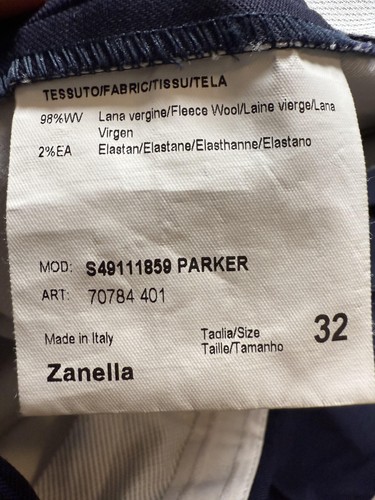 TESSUTO/FABRIC/TISSU/TELA
98%WV Lana vergine/Fleece Wool/Laine vierge/Lana
Virgen
2%EA Elastan/Elastane/Elasthanne/Elastano
MOD: S49111859 PARKER
ART: 70784 401
Made in Italy Taglia/Size 32
Taille/Tamanho
Zanella